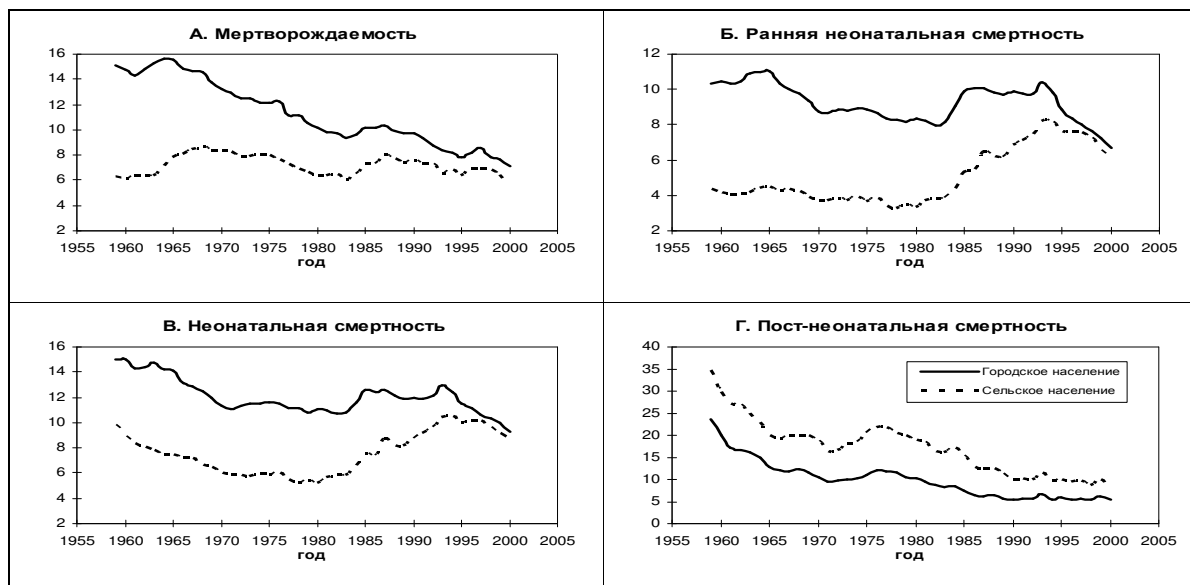 А. Мертворождаемость
16
14
12
10
8
6
4
2
1955 1960 1965 1970 1975 1980 1985 1990 1995 2000 2005
год
Б. Ранняя неонатальная смертность
12
10
8
6
4
2
1955 1960 1965 1970 1975 1980 1985 1990 1995 2000 2005
год
В. Неонатальная смертность
16
14
12
10
8
6
4
2
1955 1960 1965 1970 1975 1980 1985 1990 1995 2000 2005
год
Г. Пост-неонатальная смертность
40
35
30
25
20
15
10
5
0
Городское население
Сельское население
1955 1960 1965 1970 1975 1980 1985 1990 1995 2000 2005
год